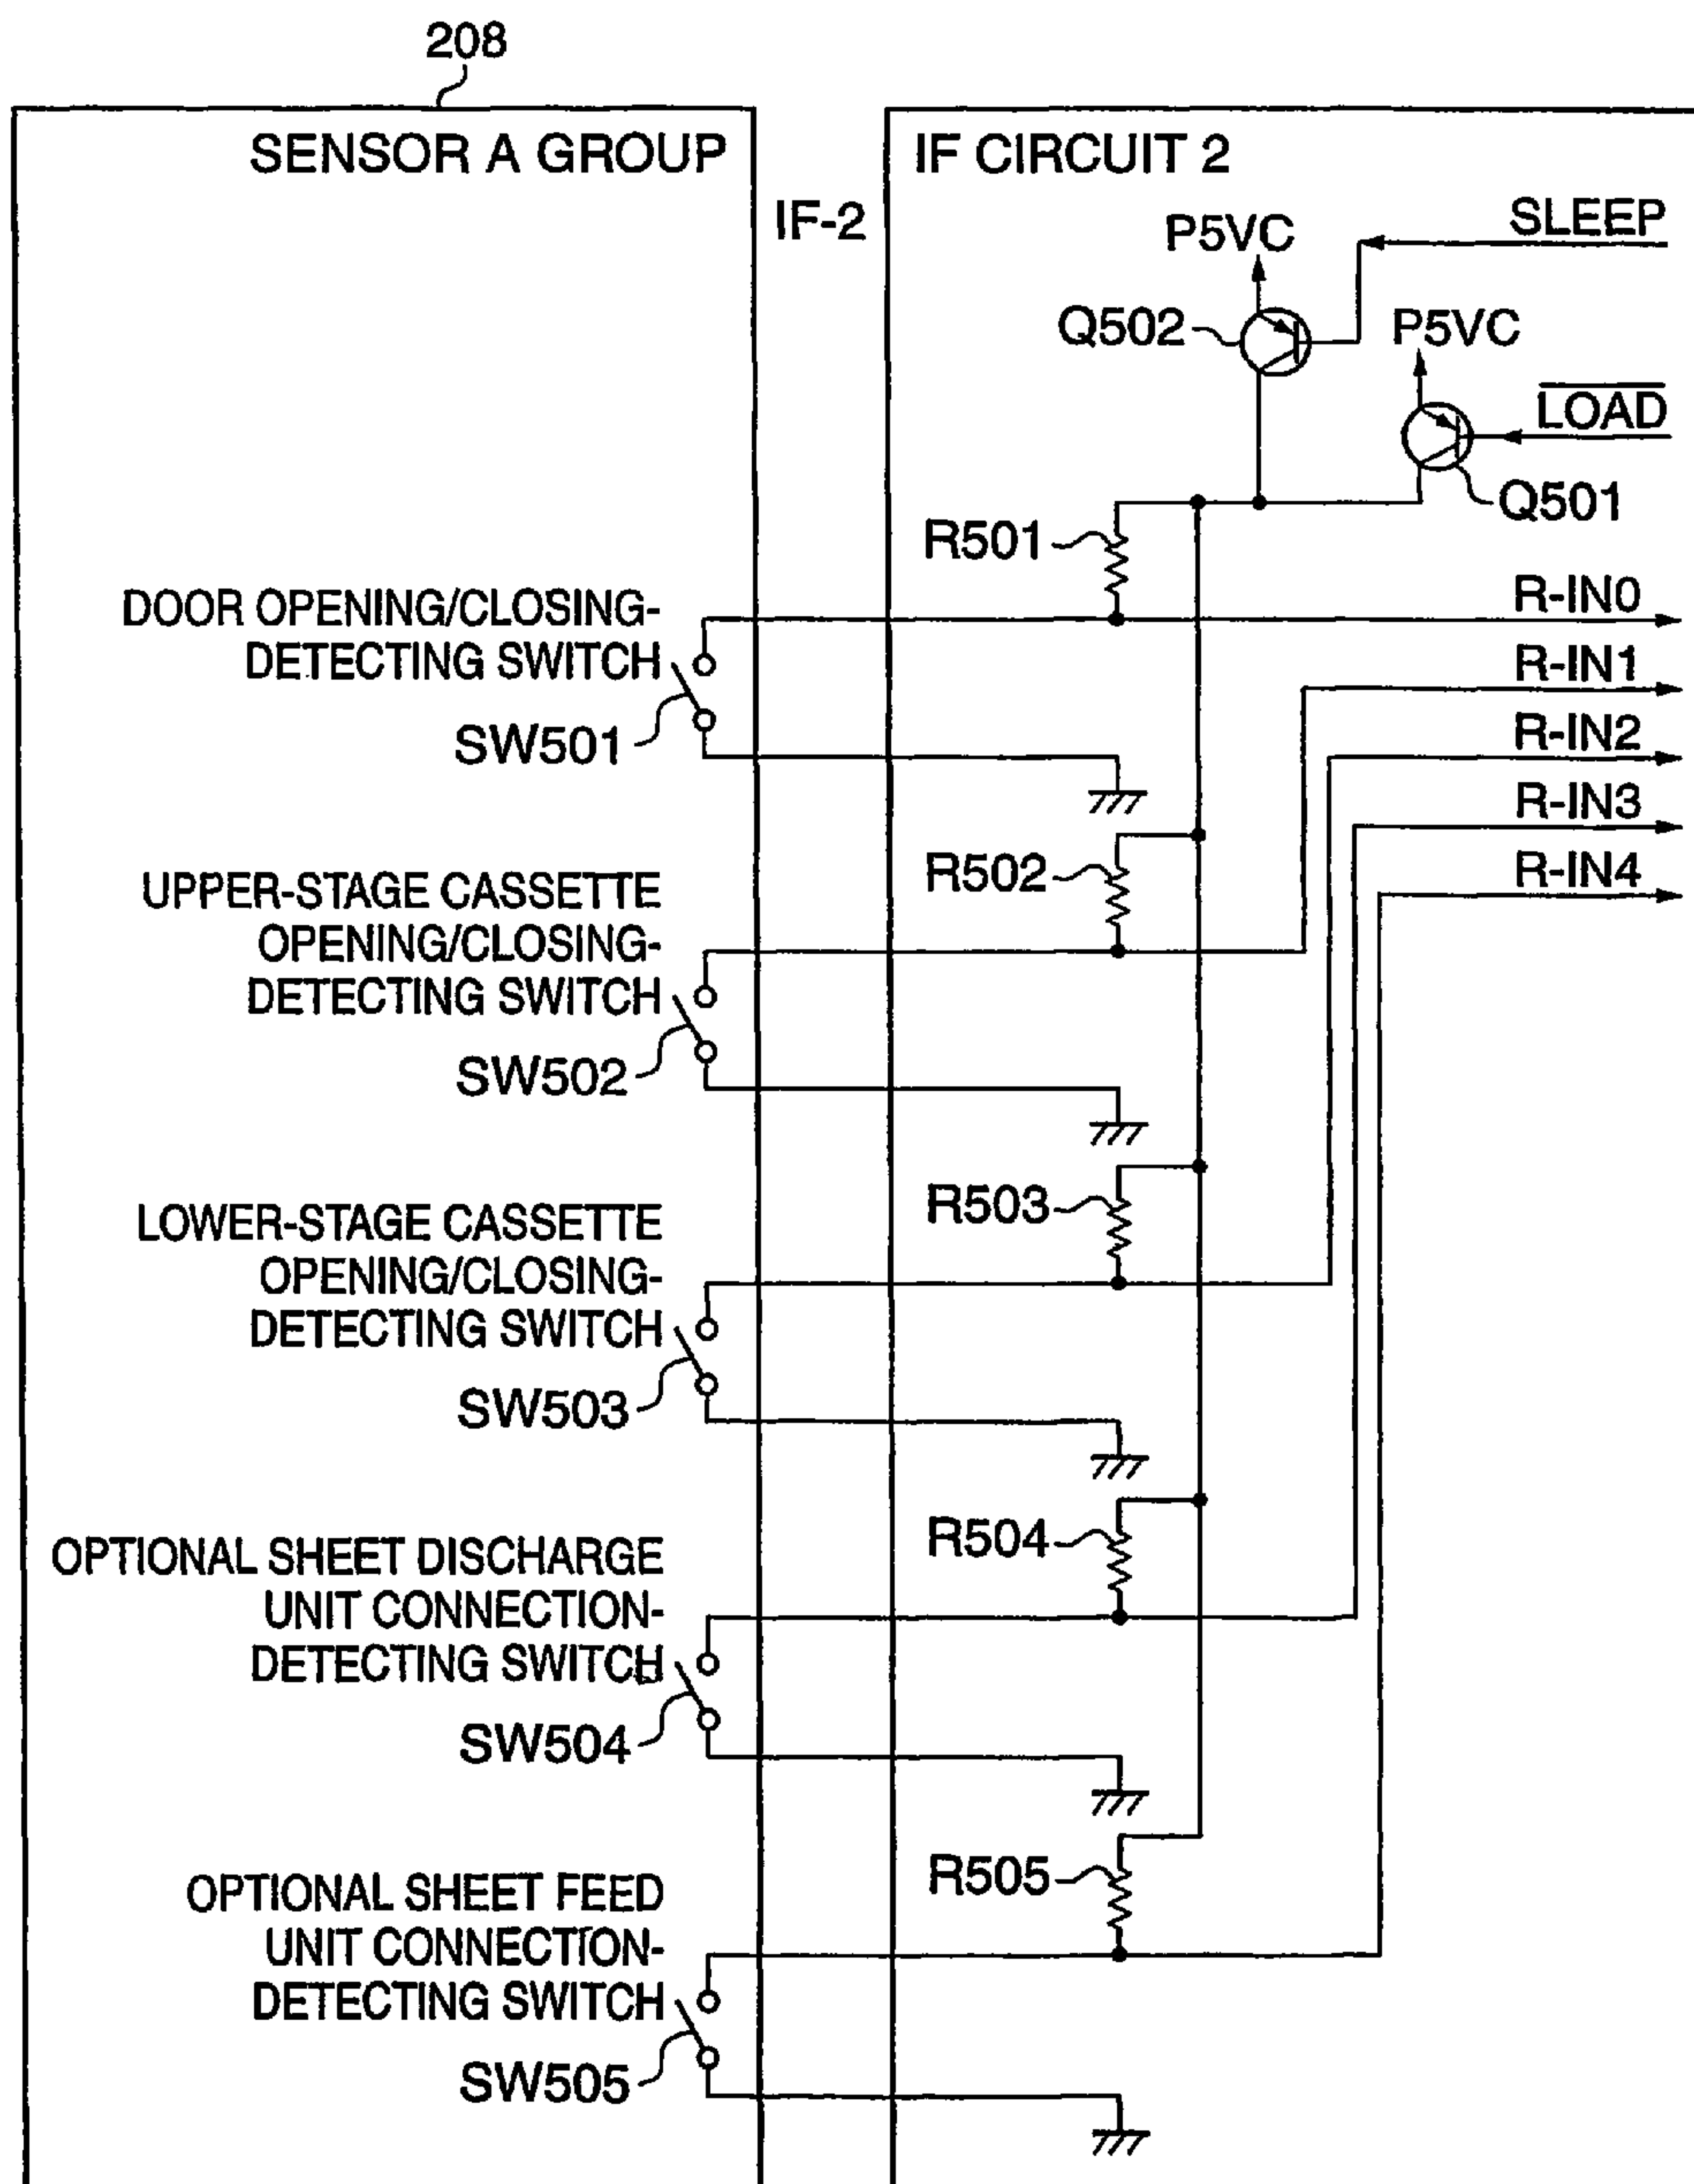 208
SENSOR A GROUP
IF-2
IF CIRCUIT 2
SLEEP
P5VC
Q502
P5VC
LOAD
Q501
R501
DOOR OPENING/CLOSING-
DETECTING SWITCH
SW501
R-IN0
R-IN1
R-IN2
R-IN3
R-IN4
R502
UPPER-STAGE CASSETTE
OPENING/CLOSING-
DETECTING SWITCH
SW502
R503
LOWER-STAGE CASSETTE
OPENING/CLOSING-
DETECTING SWITCH
SW503
R504
OPTIONAL SHEET DISCHARGE
UNIT CONNECTION-
DETECTING SWITCH
SW504
R505
OPTIONAL SHEET FEED
UNIT CONNECTION-
DETECTING SWITCH
SW505